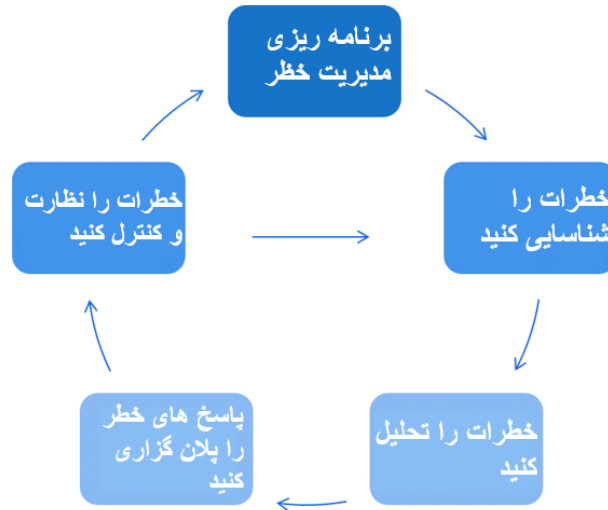 برنامه ریزی
مدیریت خظر
خطرات را
شناسایی کنید
خطرات را تحلیل
کنید
پاسخ های خطر
را پلان گزاری
کنید
خطرات را نظارت
و کنترل کنید